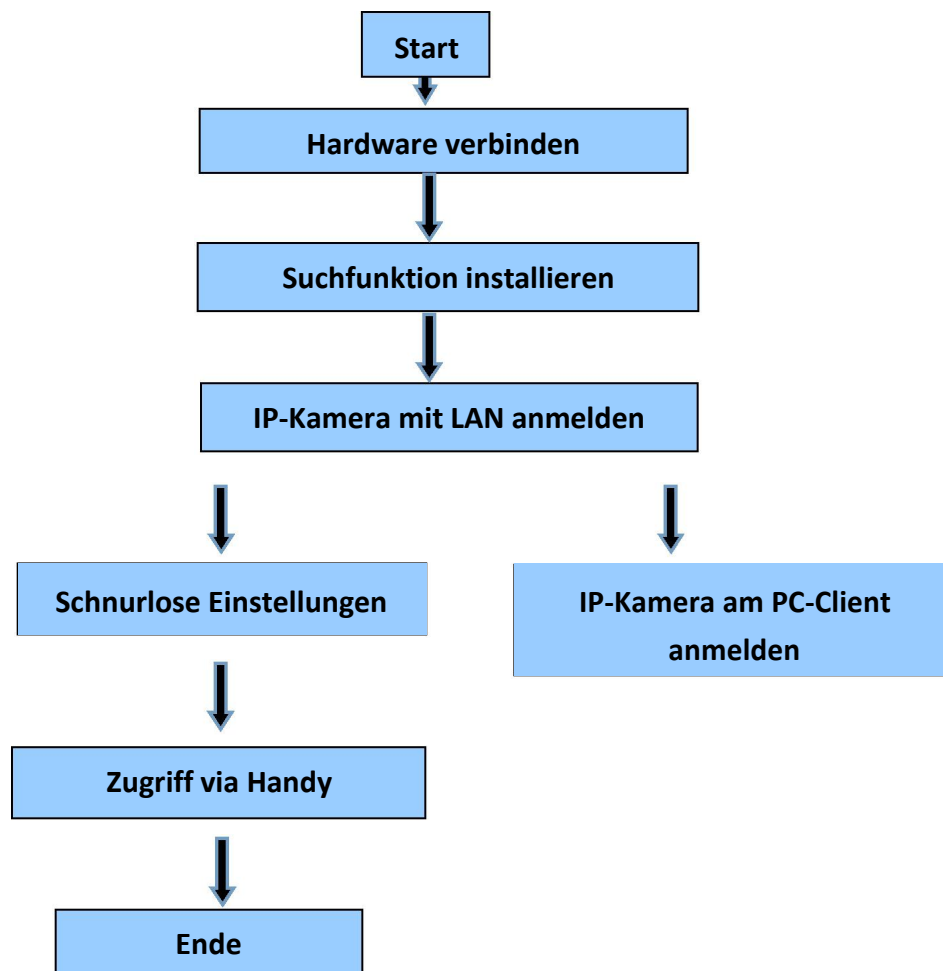 Start
Hardware verbinden
Suchfunktion installieren
IP-Kamera mit LAN anmelden
Schnurlose Einstellungen
IP-Kamera am PC-Client
anmelden
Zugriff via Handy
Ende